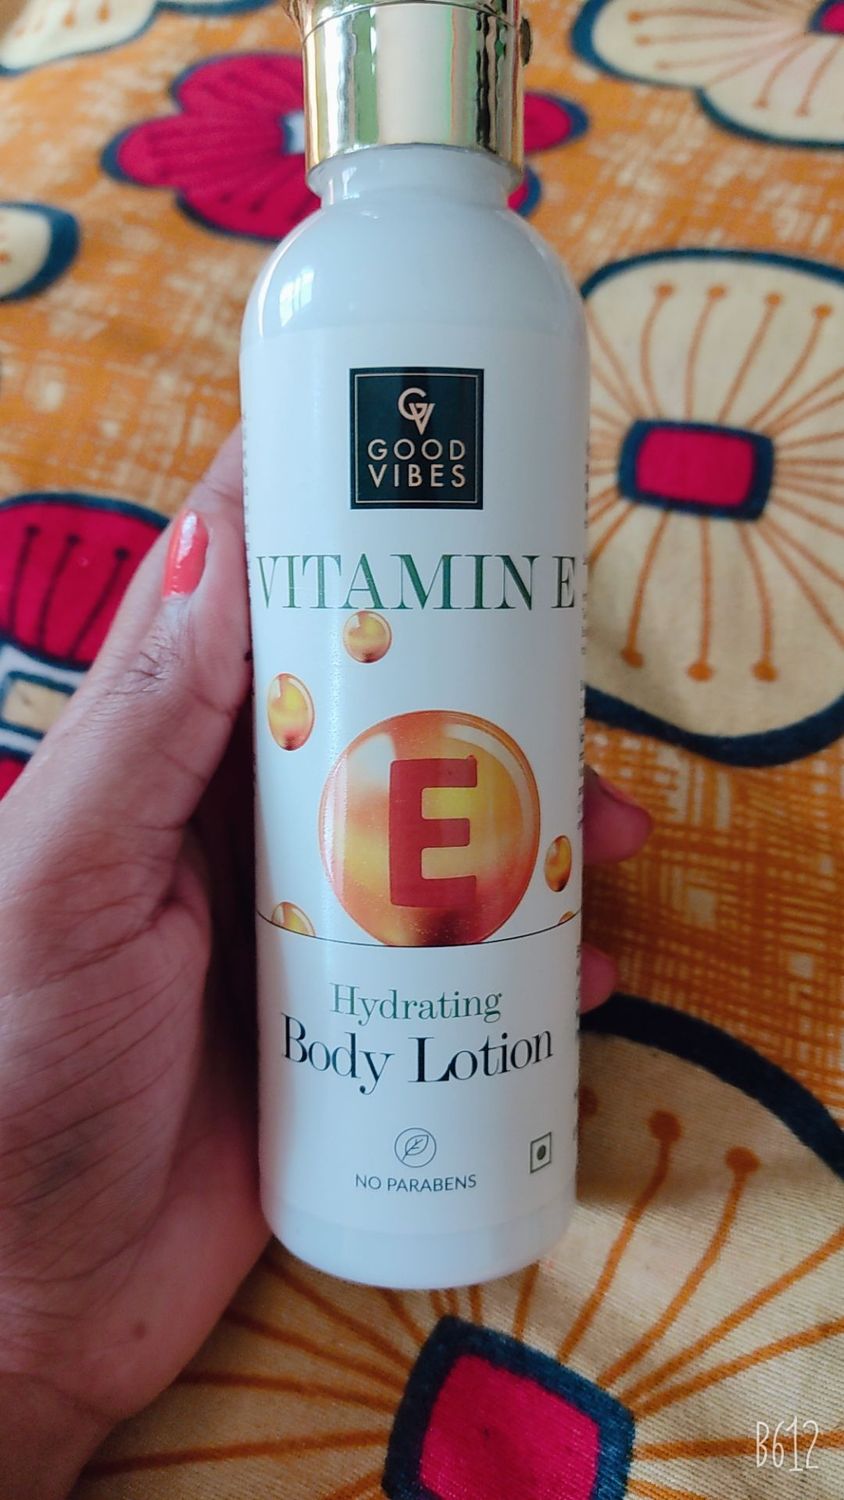 GV
GOOD
VIBES
VITAMIN E
E
Hydrating
Body Lotion
NO PARABENS
B612